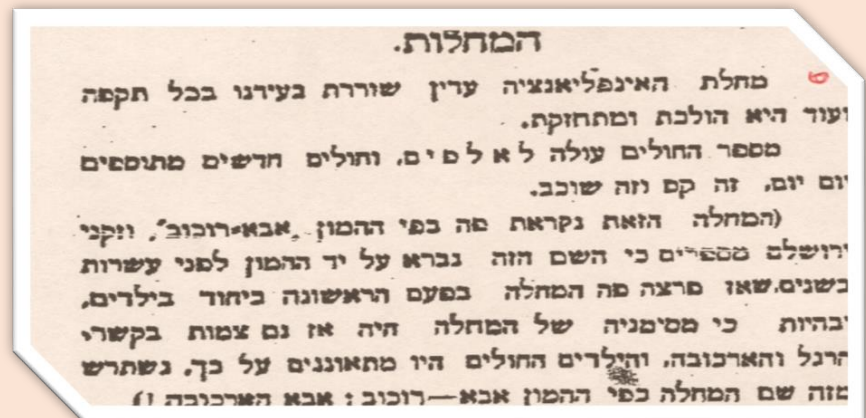 המחלות.
מחלת האינפליאנציה עדין שוררת בעירנו בכל תקפה
ועוד היא הולכת ומתחזקת.
מספר החולים עולה לאלפים, וחולים חדשים מתוספים
יום יום, זה קם וזה שוכב.
(המחלה הזאת נקראת פה בפי ההמון „אבא=רוכוב”, וזקני
ירושלם מספרים כי השם הזה נברא על יד ההמון לפני עשרות
בשנים, שאז פרצה פה המחלה בפעם הראשונה ביחוד בילדים,
ובהיות כי מסימניה של המחלה היה אז גם צמות בקשרי
הרגל והארכובה, והילדים החולים היו מתאוננים על כך, נשתרש
מזה שם המחלה בפי ההמון אבא—רוכוב : אבא הארכובה !)